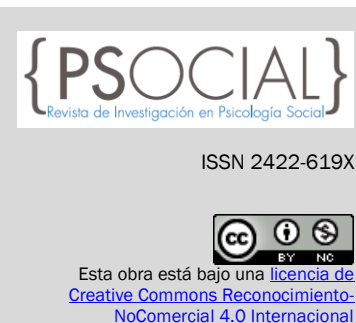 {PSOCIAL}
Revista de Investigación en Psicología Social
ISSN 2422-619X
cc
BY NC
Esta obra está bajo una licencia de
Creative Commons Reconocimiento-
NoComercial 4.0 Internacional